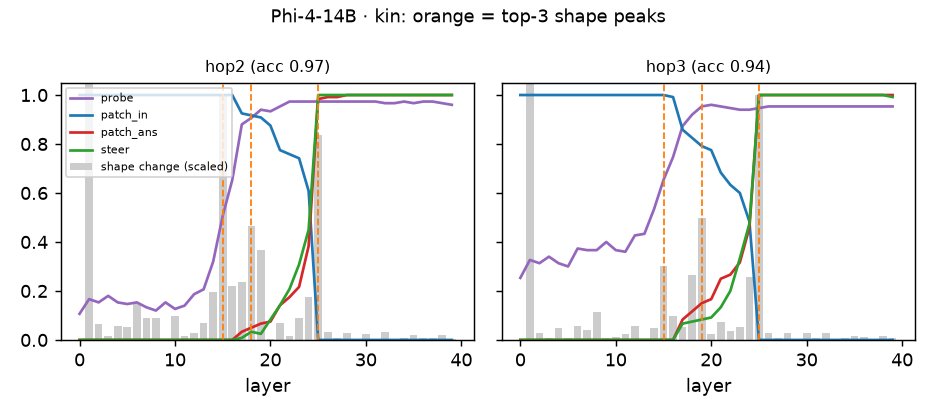 Phi-4-14B · kin: orange = top-3 shape peaks
hop2 (acc 0.97)
1.0
0.8
0.6
0.4
0.2
0.0
probe
patch_in
patch_ans
steer
shape change (scaled)
0 10 20 30 40
layer
hop3 (acc 0.94)
0 10 20 30 40
layer